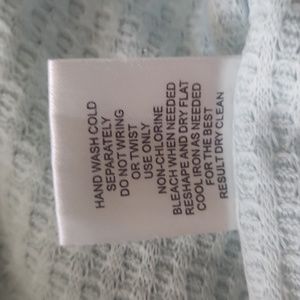 HAND WASH COLD
SEPARATELY
DO NOT WRING
OR TWIST
USE ONLY
NON-CHLORINE
BLEACH WHEN NEEDED
RESHAPE AND DRY FLAT
COOL IRON AS NEEDED
FOR THE BEST
RESULT DRY CLEAN